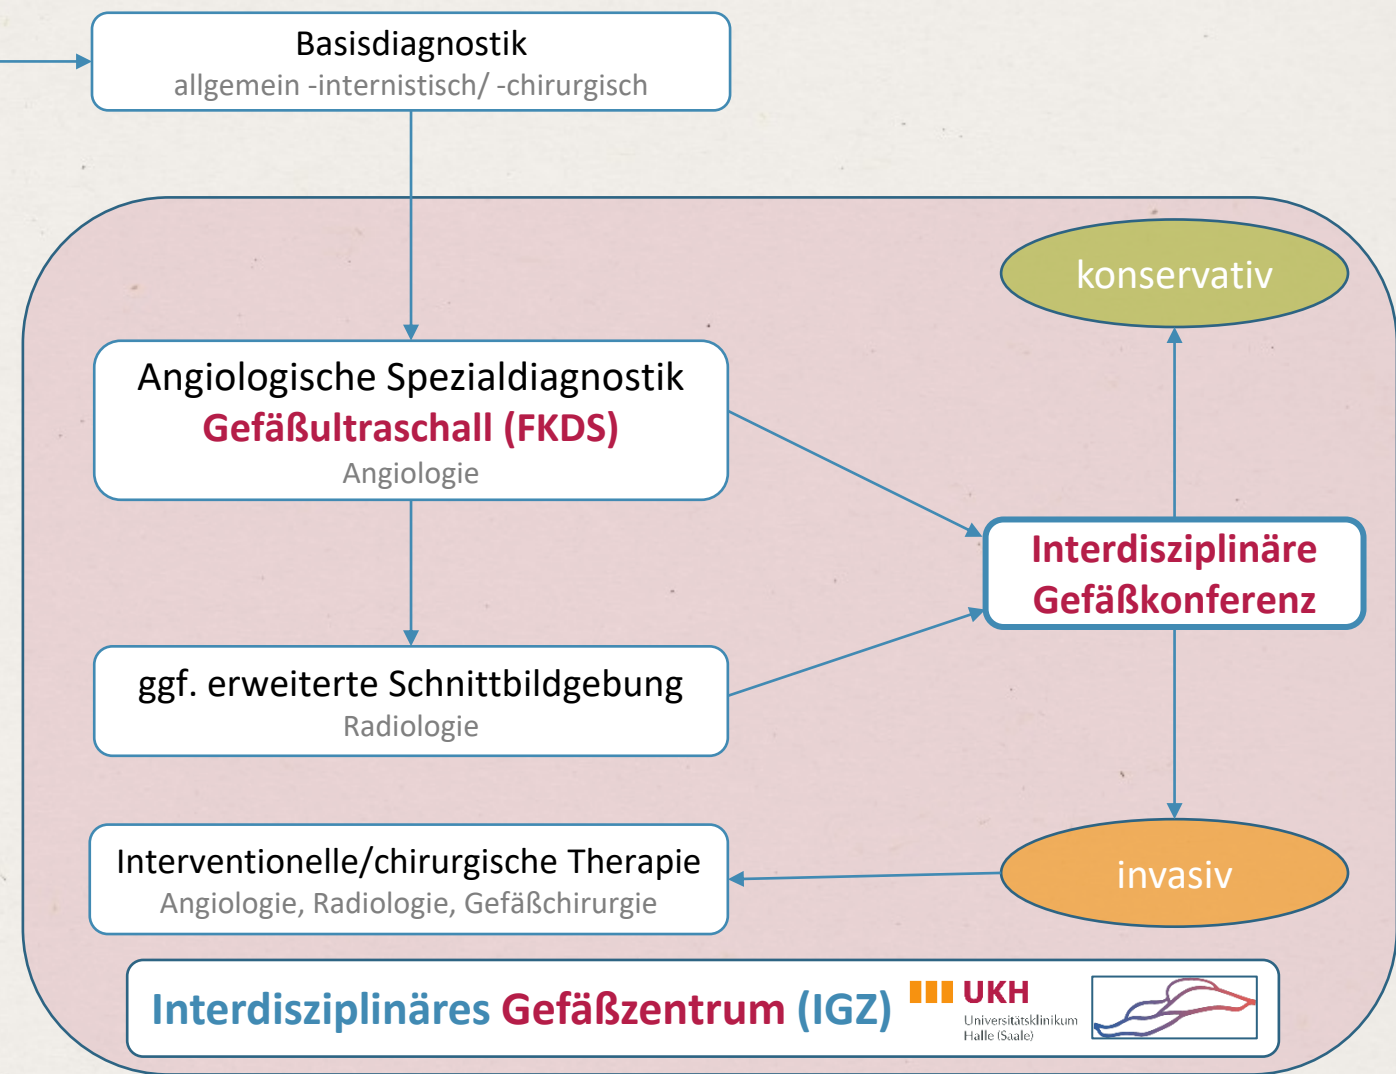 Basisdiagnostik
allgemein -internistisch/ -chirurgisch
konservativ
Angiologische Spezialdiagnostik
Gefäßultraschall (FKDS)
Angiologie
Interdisziplinäre
Gefäßkonferenz
ggf. erweiterte Schnittbildgebung
Radiologie
Interventionelle/chirurgische Therapie
Angiologie, Radiologie, Gefäßchirurgie
invasiv
Interdisziplinäres Gefäßzentrum (IGZ)
UKH
Universitätsklinikum
Halle (Saale)